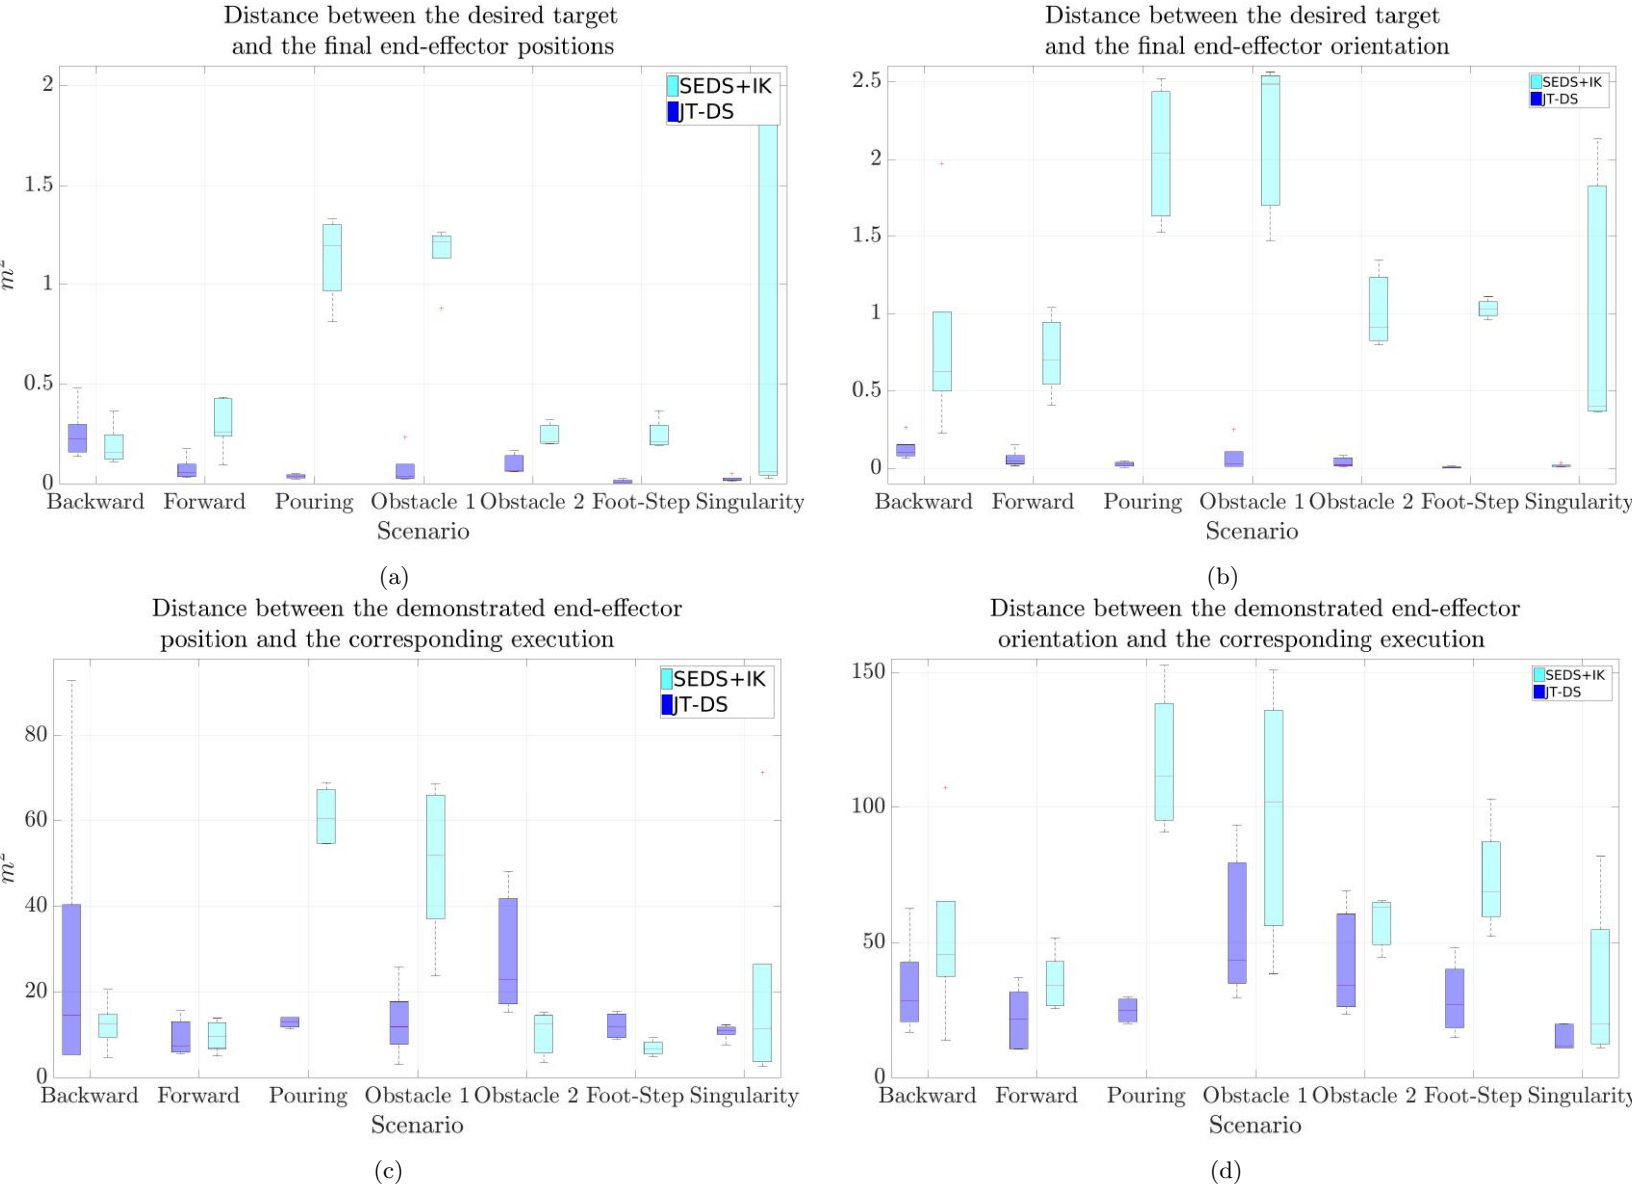 Distance between the desired target
and the final end-effector positions
2
1.5
1
0.5
0
m²
SEDS+IK
JT-DS
Backward Forward Pouring Obstacle 1 Obstacle 2 Foot-Step Singularity
Scenario
(a)
Distance between the desired target
and the final end-effector orientation
2.5
2
1.5
1
0.5
0
SEDS+IK
JT-DS
Backward Forward Pouring Obstacle 1 Obstacle 2 Foot-Step Singularity
Scenario
(b)
Distance between the demonstrated end-effector
position and the corresponding execution
80
60
40
20
0
m²
SEDS+IK
JT-DS
Backward Forward Pouring Obstacle 1 Obstacle 2 Foot-Step Singularity
Scenario
(c)
Distance between the demonstrated end-effector
orientation and the corresponding execution
150
100
50
0
SEDS+IK
JT-DS
Backward Forward Pouring Obstacle 1 Obstacle 2 Foot-Step Singularity
Scenario
(d)